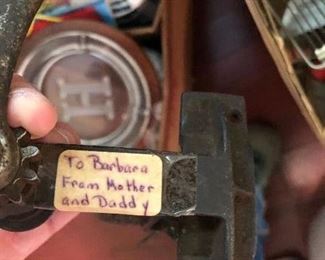 H
To Barbara
From Mother
and Daddy